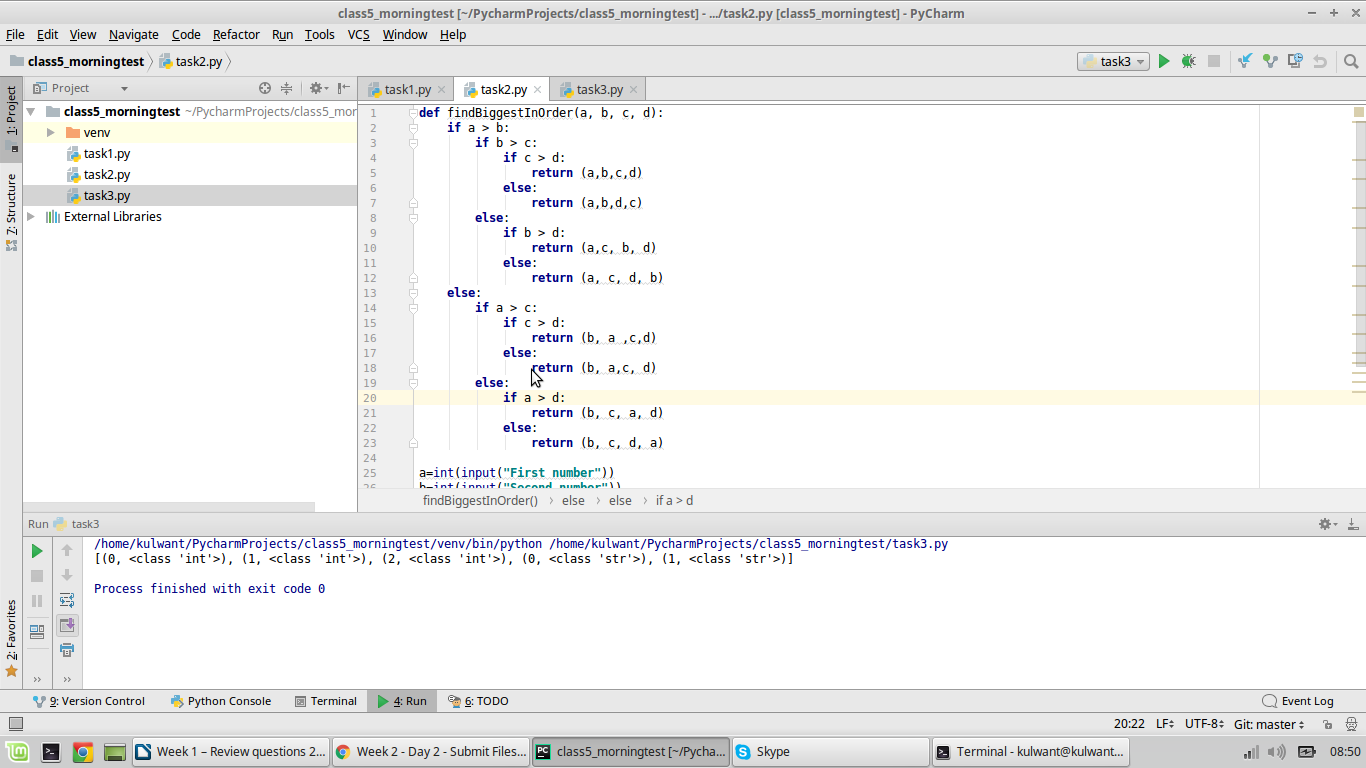 class5_morningtest [~/PycharmProjects/class5_morningtest] - .../task2.py [class5_morningtest] - PyCharm
File Edit View Navigate Code Refactor Run Tools VCS Window Help
class5_morningtest task2.py task3
1: Project
Project
class5_morningtest ~/PycharmProjects/class5_mor
venv
task1.py
task2.py
task3.py
External Libraries
7: Structure
task1.py task2.py task3.py
1 def findBiggestInOrder(a, b, c, d):
2 if a > b:
3 if b > c:
4 if c > d:
5 return (a,b,c,d)
6 else:
7 return (a,b,d,c)
8 else:
9 if b > d:
10 return (a,c, b, d)
11 else:
12 return (a, c, d, b)
13 else:
14 if a > c:
15 if c > d:
16 return (b, a ,c,d)
17 else:
18 return (b, a,c, d)
19 else:
20 if a > d:
21 return (b, c, a, d)
22 else:
23 return (b, c, d, a)
24
25 a=int(input("First number"))
26 b=int(input("Second number"))
findBiggestInOrder() else else if a > d
Run task3
/home/kulwant/PycharmProjects/class5_morningtest/venv/bin/python /home/kulwant/PycharmProjects/class5_morningtest/task3.py
[(0, <class 'int'>), (1, <class 'int'>), (2, <class 'int'>), (0, <class 'str'>), (1, <class 'str'>)]
Process finished with exit code 0
2: Favorites
9: Version Control Python Console Terminal 4: Run 6: TODO Event Log
20:22 LF UTF-8 Git: master
Week 1 – Review questions 2... Week 2 - Day 2 - Submit Files... class5_morningtest [~/Pycha... Skype Terminal - kulwant@kulwant... 08:50